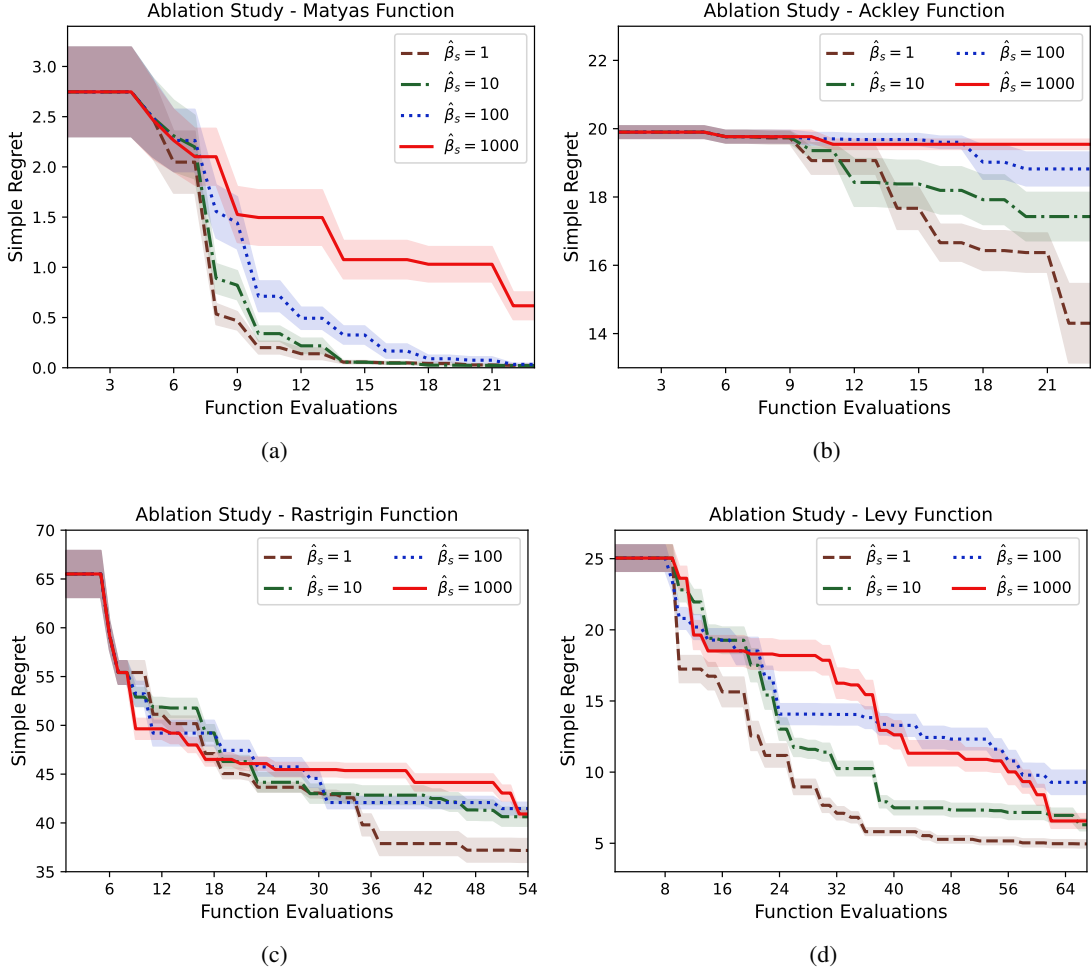 Ablation Study - Matyas Function
Simple Regret
3.0
2.5
2.0
1.5
1.0
0.5
0.0
β̂ₛ = 1
β̂ₛ = 10
β̂ₛ = 100
β̂ₛ = 1000
3 6 9 12 15 18 21
Function Evaluations
(a)
Ablation Study - Ackley Function
Simple Regret
22
20
18
16
14
β̂ₛ = 1 β̂ₛ = 100
β̂ₛ = 10 β̂ₛ = 1000
3 6 9 12 15 18 21
Function Evaluations
(b)
Ablation Study - Rastrigin Function
Simple Regret
70
65
60
55
50
45
40
35
β̂ₛ = 1 β̂ₛ = 100
β̂ₛ = 10 β̂ₛ = 1000
6 12 18 24 30 36 42 48 54
Function Evaluations
(c)
Ablation Study - Levy Function
Simple Regret
25
20
15
10
5
β̂ₛ = 1 β̂ₛ = 100
β̂ₛ = 10 β̂ₛ = 1000
8 16 24 32 40 48 56 64
Function Evaluations
(d)